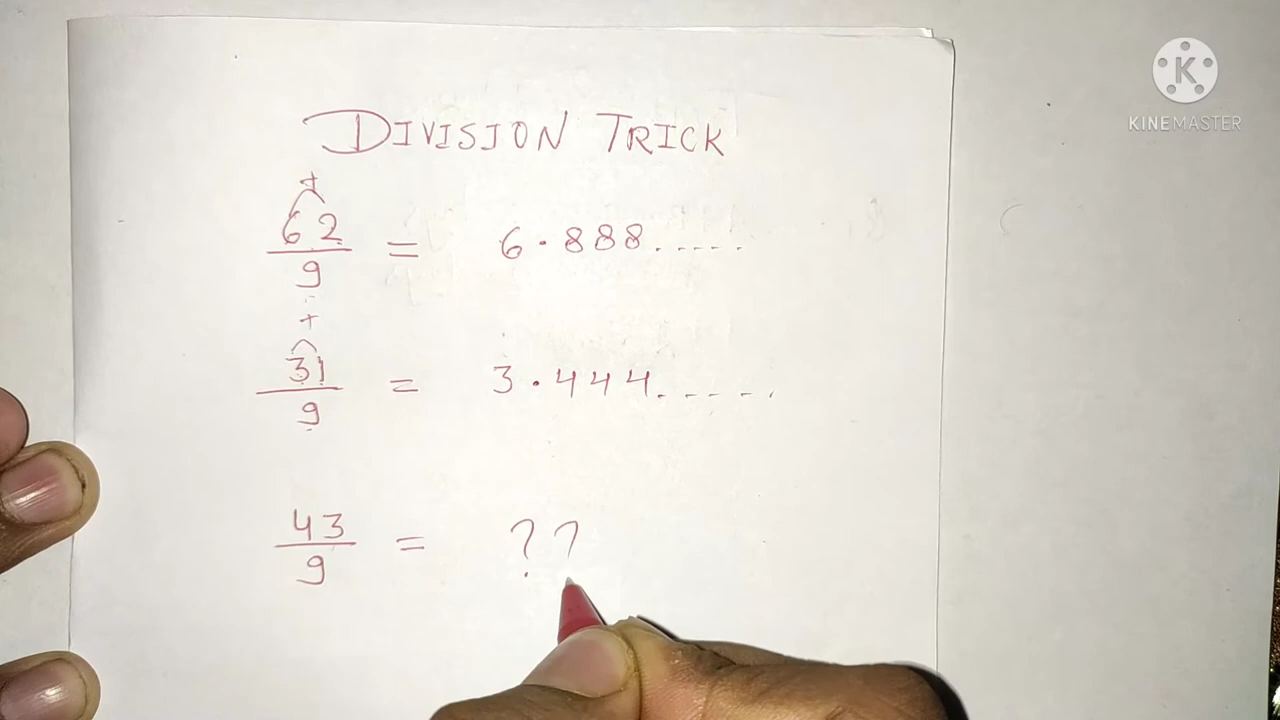 DIVISION TRICK
+
62/9 = 6.888.....
+
31/9 = 3.444.....
43/9 = ??
K
KINEMASTER